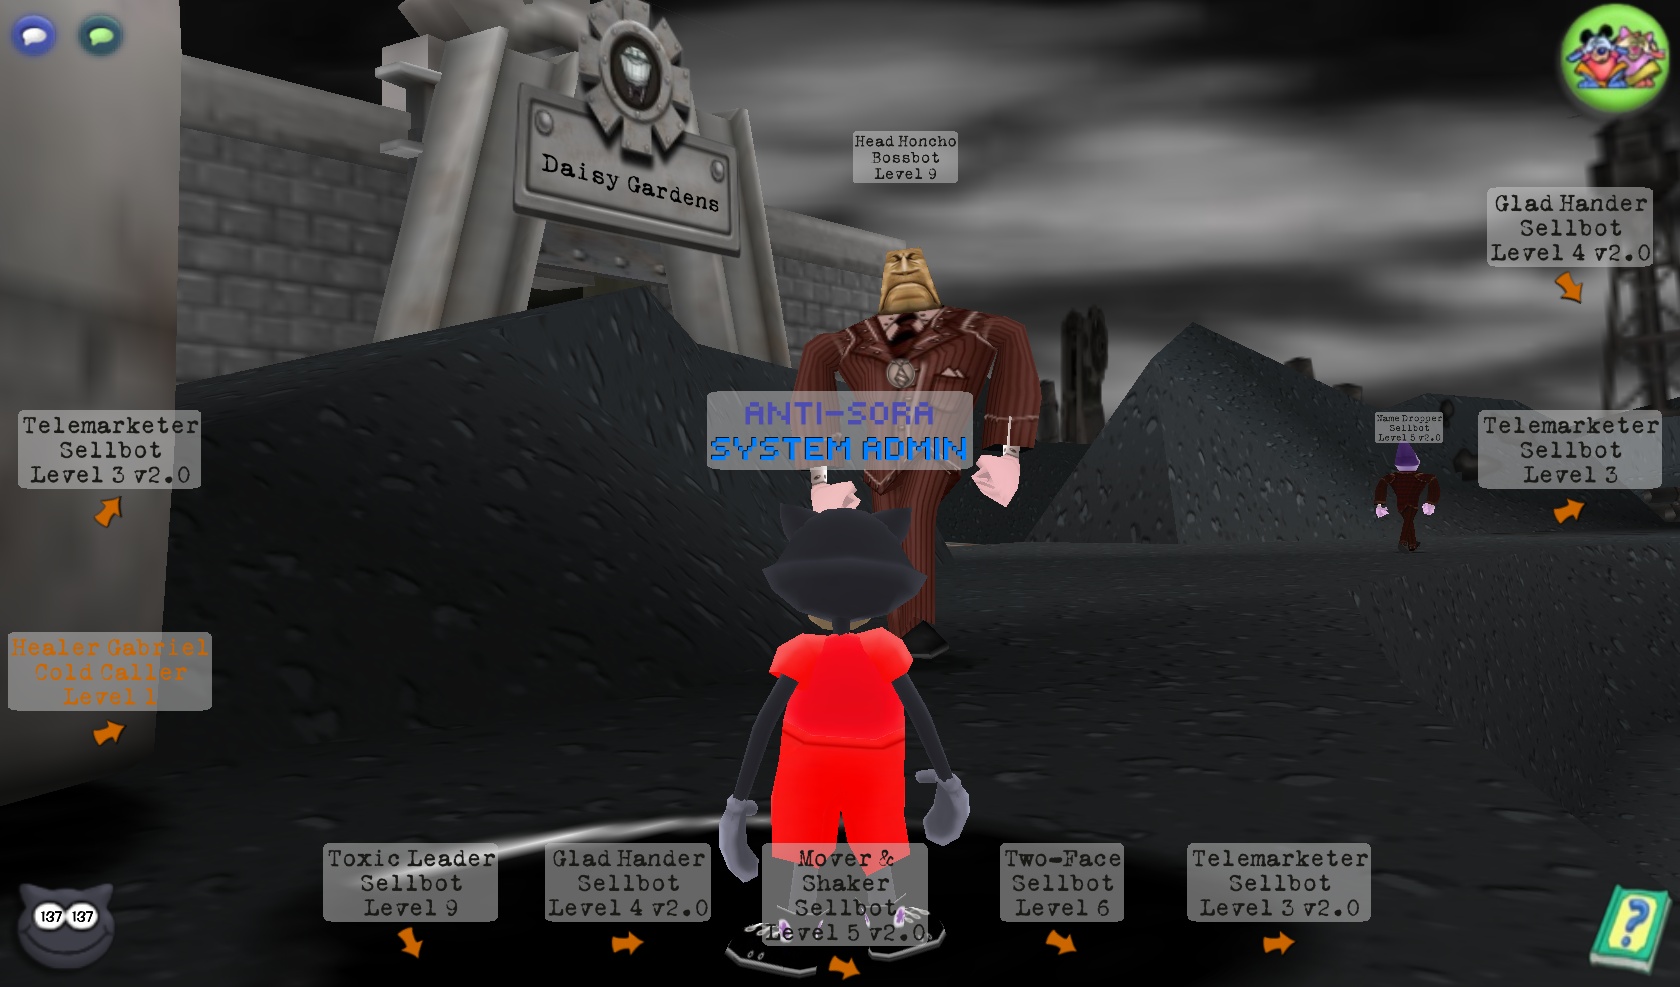 Daisy Gardens
Head Honcho
Bossbot
Level 9
Glad Hander
Sellbot
Level 4 v2.0
ANTI-SORA
SYSTEM ADMIN
Telemarketer
Sellbot
Level 3 v2.0
Name Dropper
Sellbot
Level 5 v2.0
Telemarketer
Sellbot
Level 3
Healer Gabriel
Cold Caller
Level 1
Toxic Leader
Sellbot
Level 9
Glad Hander
Sellbot
Level 4 v2.0
Mover &
Shaker
Sellbot
Level 5 v2.0
Two-Face
Sellbot
Level 6
Telemarketer
Sellbot
Level 3 v2.0
137 137
?